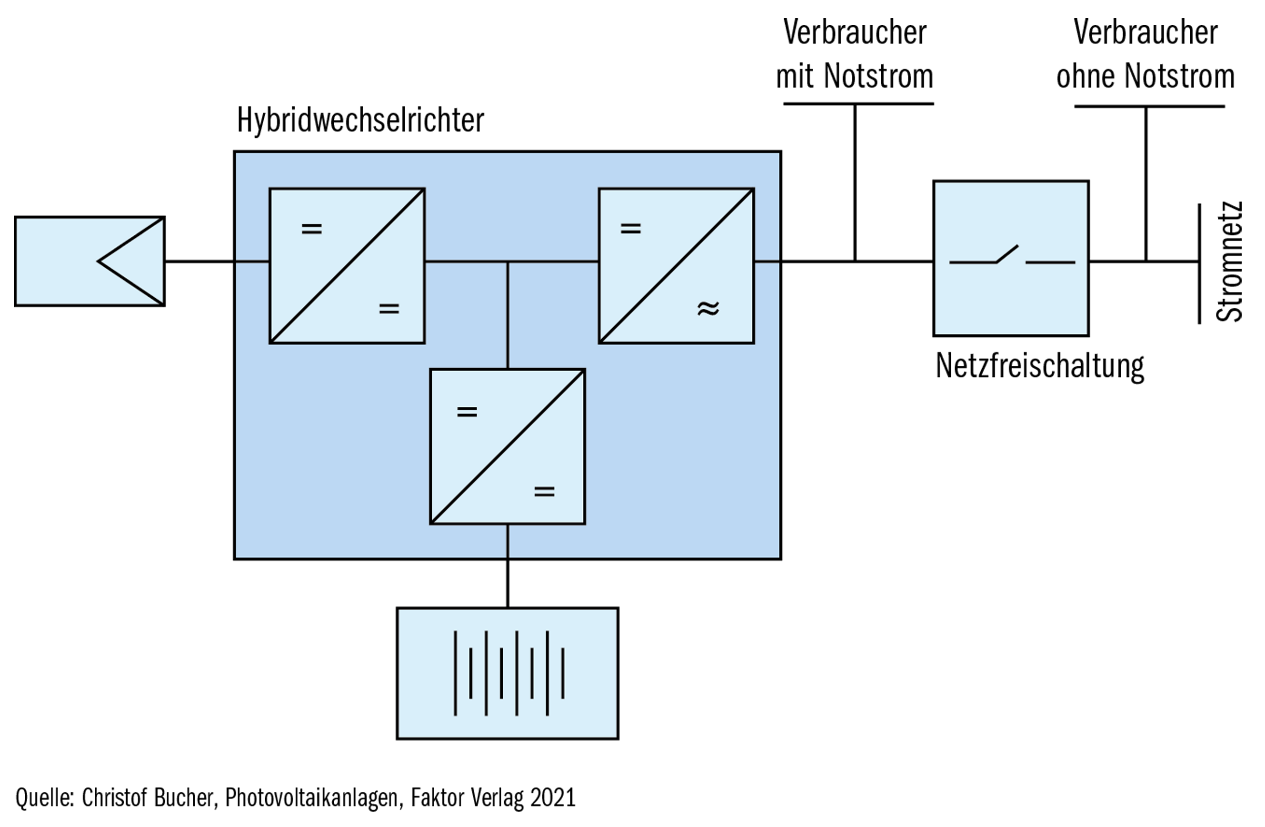 Verbraucher
mit Notstrom
Verbraucher
ohne Notstrom
Hybridwechselrichter
=
=
=
≈
Stromnetz
Netzfreischaltung
=
=
Quelle: Christof Bucher, Photovoltaikanlagen, Faktor Verlag 2021